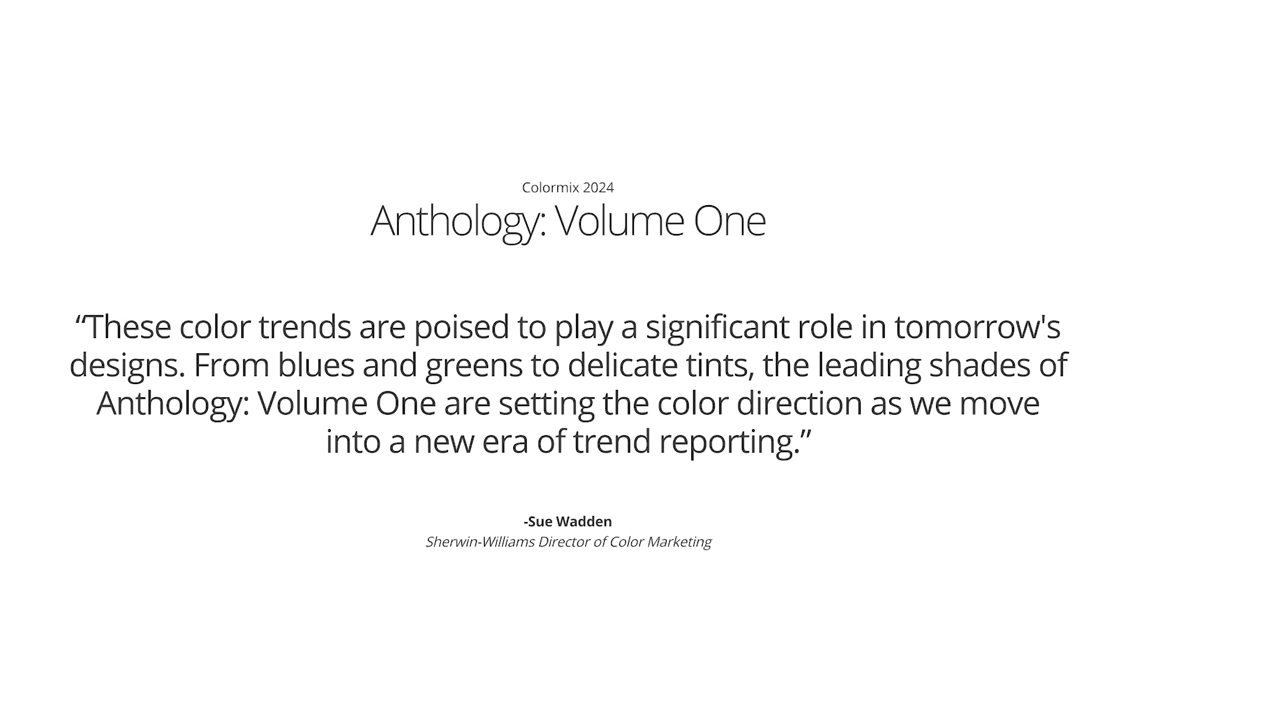 Colormix 2024
Anthology: Volume One
“These color trends are poised to play a significant role in tomorrow's
designs. From blues and greens to delicate tints, the leading shades of
Anthology: Volume One are setting the color direction as we move
into a new era of trend reporting.”
-Sue Wadden
Sherwin-Williams Director of Color Marketing